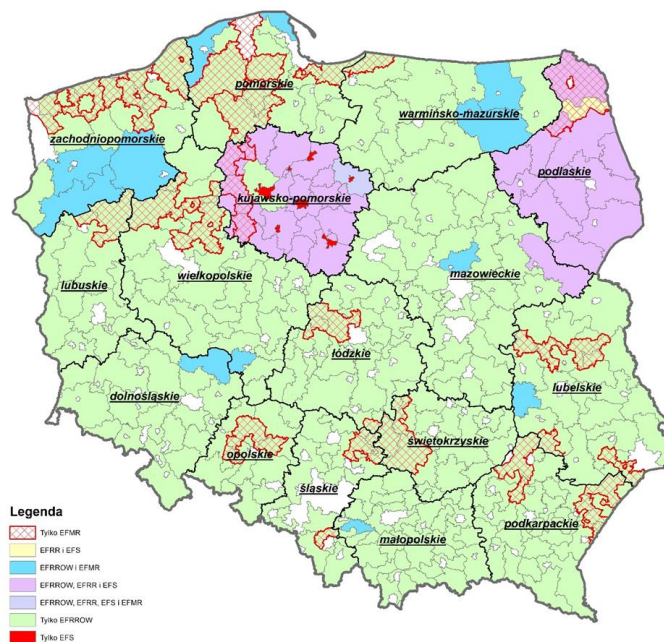 pomorskie
warmińsko-mazurskie
zachodniopomorskie
podlaskie
kujawsko-pomorskie
mazowieckie
wielkopolskie
lubuskie
łódzkie
lubelskie
dolnośląskie
świętokrzyskie
opolskie
śląskie
podkarpackie
małopolskie
Legenda
Tylko EFMR
EFRR i EFS
EFRROW i EFMR
EFRROW, EFRR i EFS
EFRROW, EFRR, EFS i EFMR
Tylko EFRROW
Tylko EFS